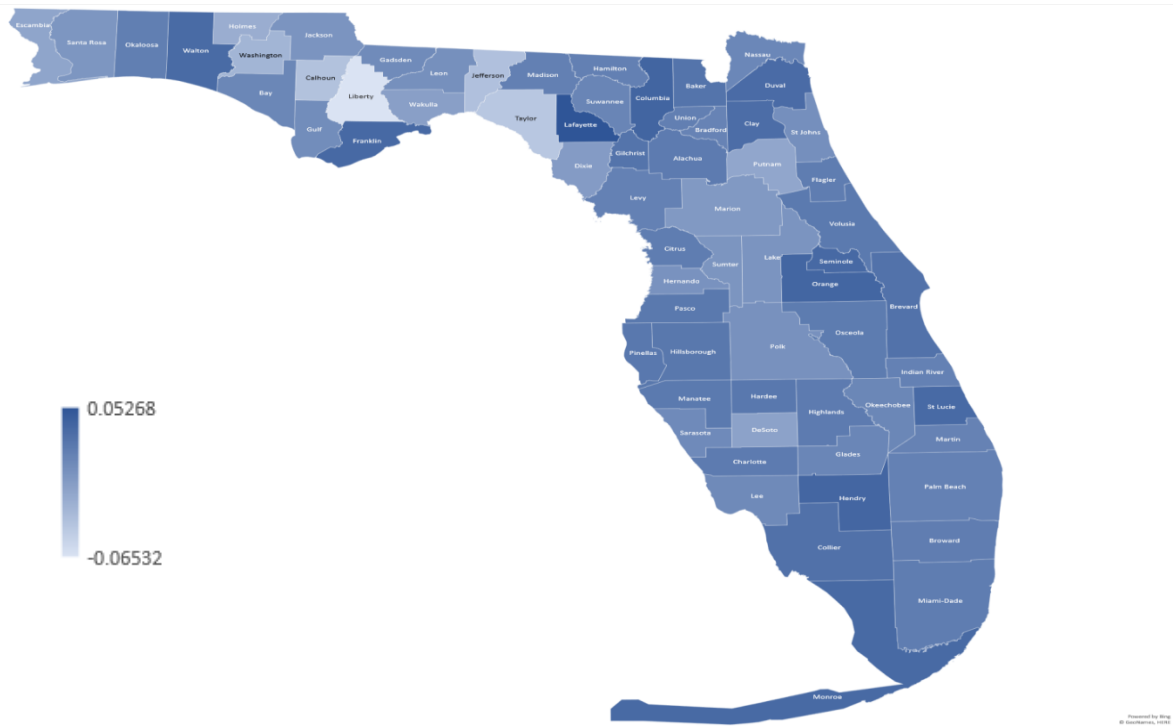 Escambia
Santa Rosa
Okaloosa
Walton
Holmes
Washington
Jackson
Calhoun
Bay
Gulf
Liberty
Gadsden
Leon
Wakulla
Franklin
Jefferson
Madison
Taylor
Hamilton
Suwannee
Lafayette
Dixie
Columbia
Baker
Nassau
Duval
Union
Bradford
Clay
St Johns
Gilchrist
Alachua
Putnam
Flagler
Levy
Marion
Volusia
Citrus
Sumter
Lake
Seminole
Orange
Hernando
Pasco
Brevard
Osceola
Polk
Pinellas
Hillsborough
Indian River
Manatee
Hardee
Highlands
Okeechobee
St Lucie
Sarasota
DeSoto
Martin
Glades
Charlotte
Lee
Hendry
Palm Beach
Collier
Broward
Miami-Dade
Monroe
0.05268
-0.06532
Powered by Bing
© GeoNames, HERE